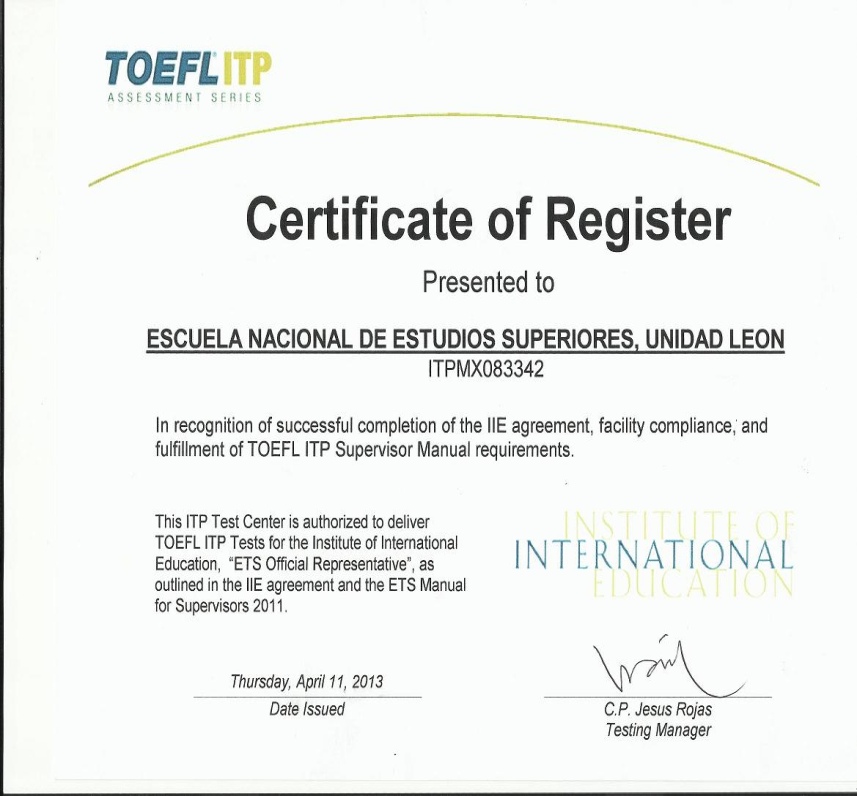 TOEFL ITP
ASSESSMENT SERIES
Certificate of Register
Presented to
ESCUELA NACIONAL DE ESTUDIOS SUPERIORES, UNIDAD LEON
ITPMX083342
In recognition of successful completion of the IIE agreement, facility compliance, and
fulfillment of TOEFL ITP Supervisor Manual requirements.
This ITP Test Center is authorized to deliver
TOEFL ITP Tests for the Institute of International
Education, “ETS Official Representative”, as
outlined in the IIE agreement and the ETS Manual
for Supervisors 2011.
INSTITUTE OF
INTERNATIONAL
EDUCATION
Thursday, April 11, 2013
Date Issued
C.P. Jesus Rojas
Testing Manager